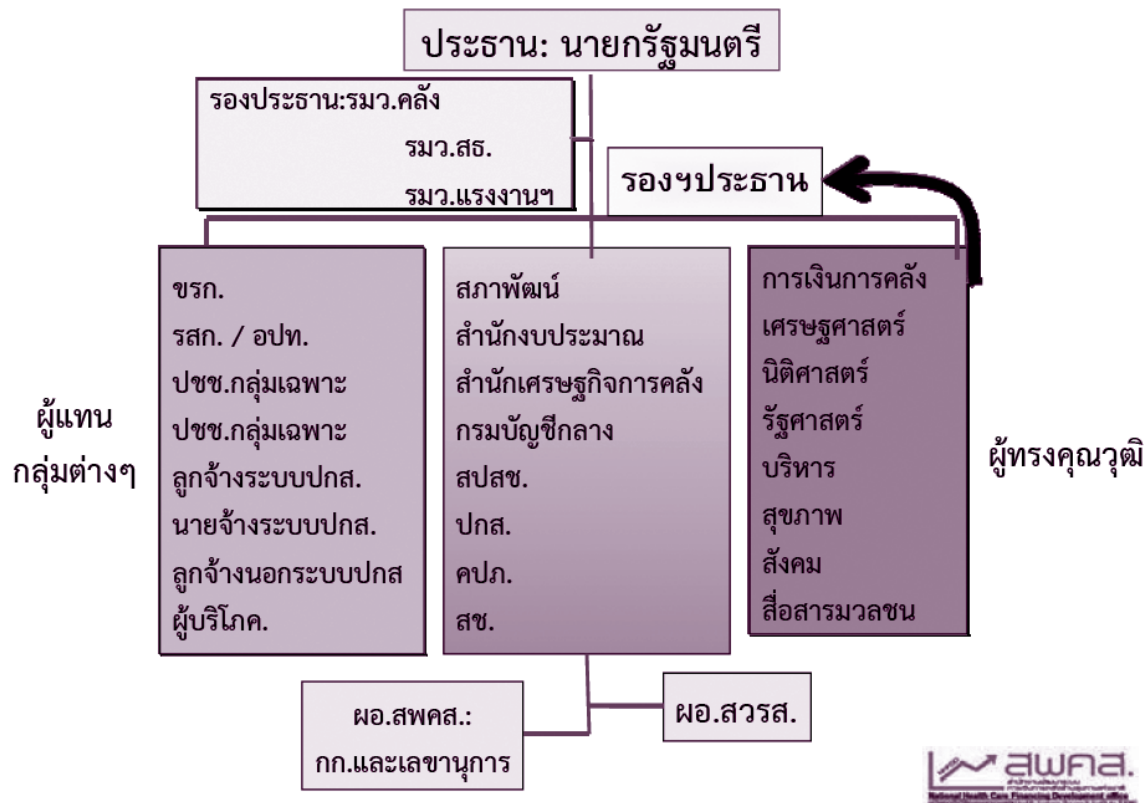 ประธาน: นายกรัฐมนตรี
รองประธาน:รมว.คลัง
รมว.สธ.
รมว.แรงงานฯ
รองฯประธาน
ผู้แทน
กลุ่มต่างๆ
ขรก.
รสก. / อปท.
ปชช.กลุ่มเฉพาะ
ปชช.กลุ่มเฉพาะ
ลูกจ้างระบบปกส.
นายจ้างระบบปกส.
ลูกจ้างนอกระบบปกส
ผู้บริโภค.
สภาพัฒน์
สำนักงบประมาณ
สำนักเศรษฐกิจการคลัง
กรมบัญชีกลาง
สปสช.
ปกส.
คปภ.
สช.
การเงินการคลัง
เศรษฐศาสตร์
นิติศาสตร์
รัฐศาสตร์
บริหาร
สุขภาพ
สังคม
สื่อสารมวลชน
ผู้ทรงคุณวุฒิ
ผอ.สพคส.:
กก.และเลขานุการ
ผอ.สวรส.
สพคส.
National Health Care Financing Development office